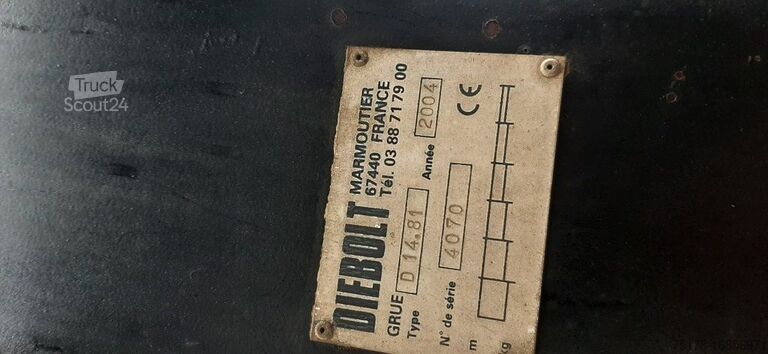 Truck
Scout24
DIEBOLT
MARMOUTIER
67440 FRANCE
Tél. 03 88 71 79 00
GRUE
Type D 14.81 Année 2004
N° de série 4070 CE
m
kg